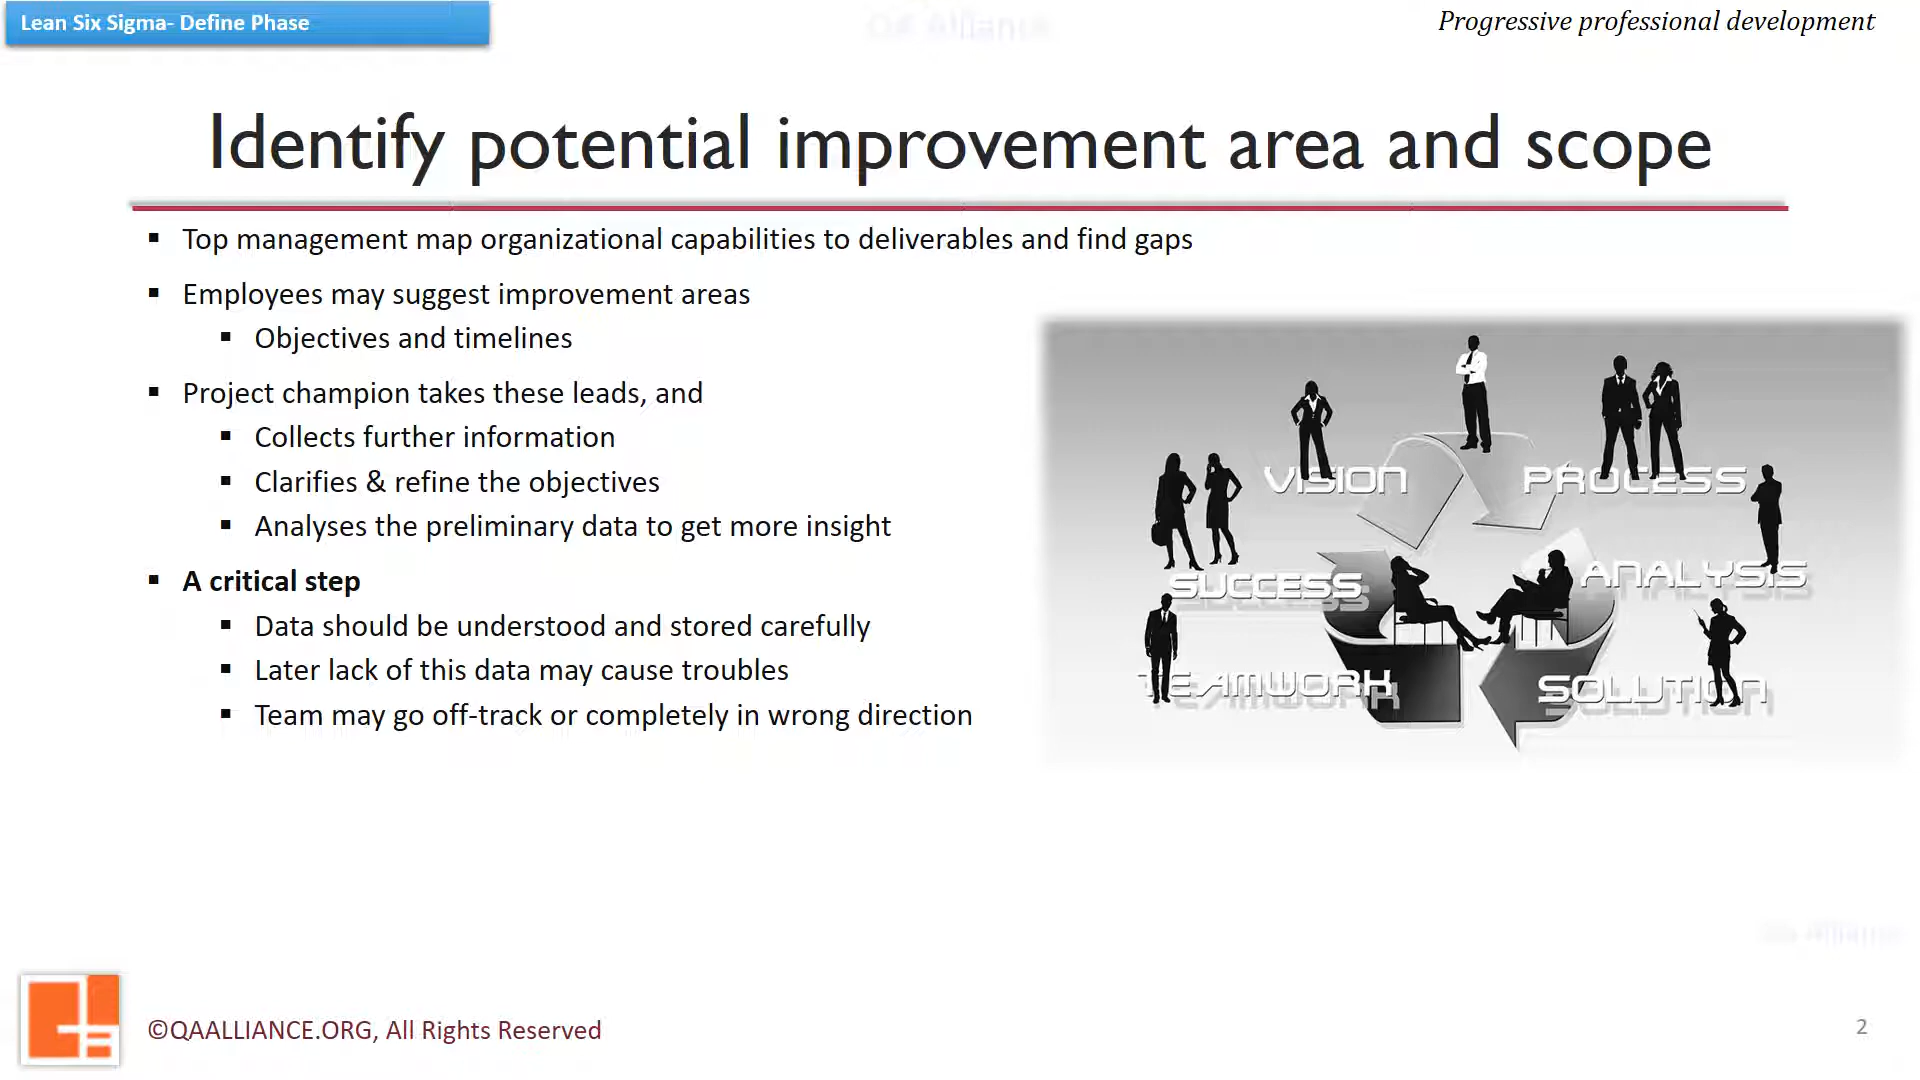 Lean Six Sigma- Define Phase
Progressive professional development
Identify potential improvement area and scope
▪ Top management map organizational capabilities to deliverables and find gaps
▪ Employees may suggest improvement areas
▪ Objectives and timelines
▪ Project champion takes these leads, and
▪ Collects further information
▪ Clarifies & refine the objectives
▪ Analyses the preliminary data to get more insight
▪ A critical step
▪ Data should be understood and stored carefully
▪ Later lack of this data may cause troubles
▪ Team may go off-track or completely in wrong direction
VISION
PROCESS
SUCCESS
ANALYSIS
TEAMWORK
SOLUTION
©QAALLIANCE.ORG, All Rights Reserved
2